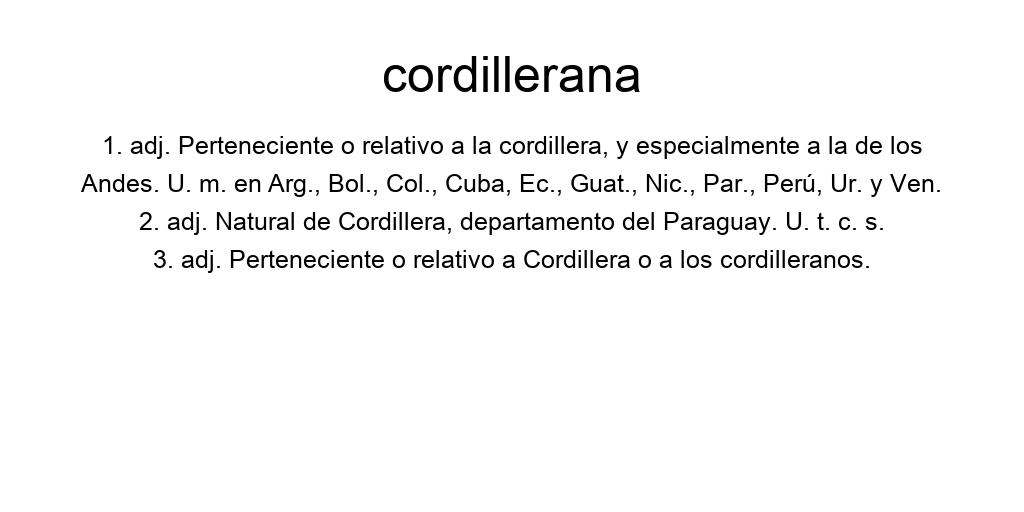 cordillerana
1. adj. Perteneciente o relativo a la cordillera, y especialmente a la de los
Andes. U. m. en Arg., Bol., Col., Cuba, Ec., Guat., Nic., Par., Perú, Ur. y Ven.
2. adj. Natural de Cordillera, departamento del Paraguay. U. t. c. s.
3. adj. Perteneciente o relativo a Cordillera o a los cordilleranos.